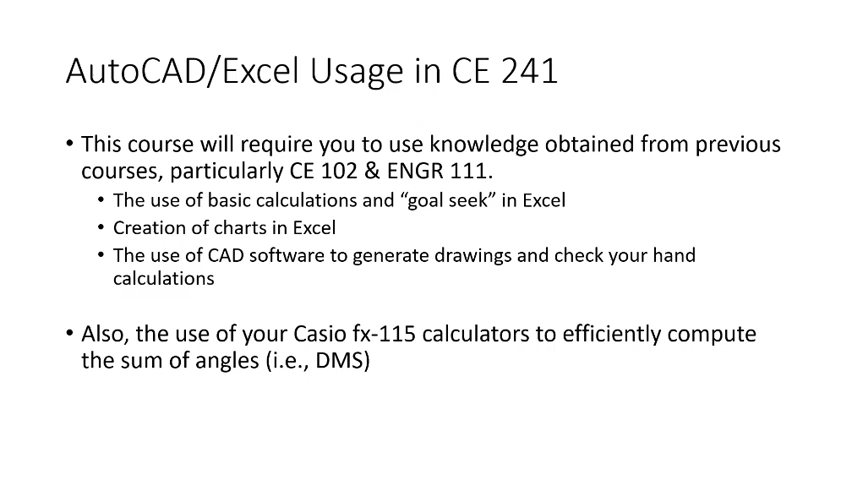 AutoCAD/Excel Usage in CE 241
• This course will require you to use knowledge obtained from previous
courses, particularly CE 102 & ENGR 111.
• The use of basic calculations and “goal seek” in Excel
• Creation of charts in Excel
• The use of CAD software to generate drawings and check your hand
calculations
• Also, the use of your Casio fx-115 calculators to efficiently compute
the sum of angles (i.e., DMS)